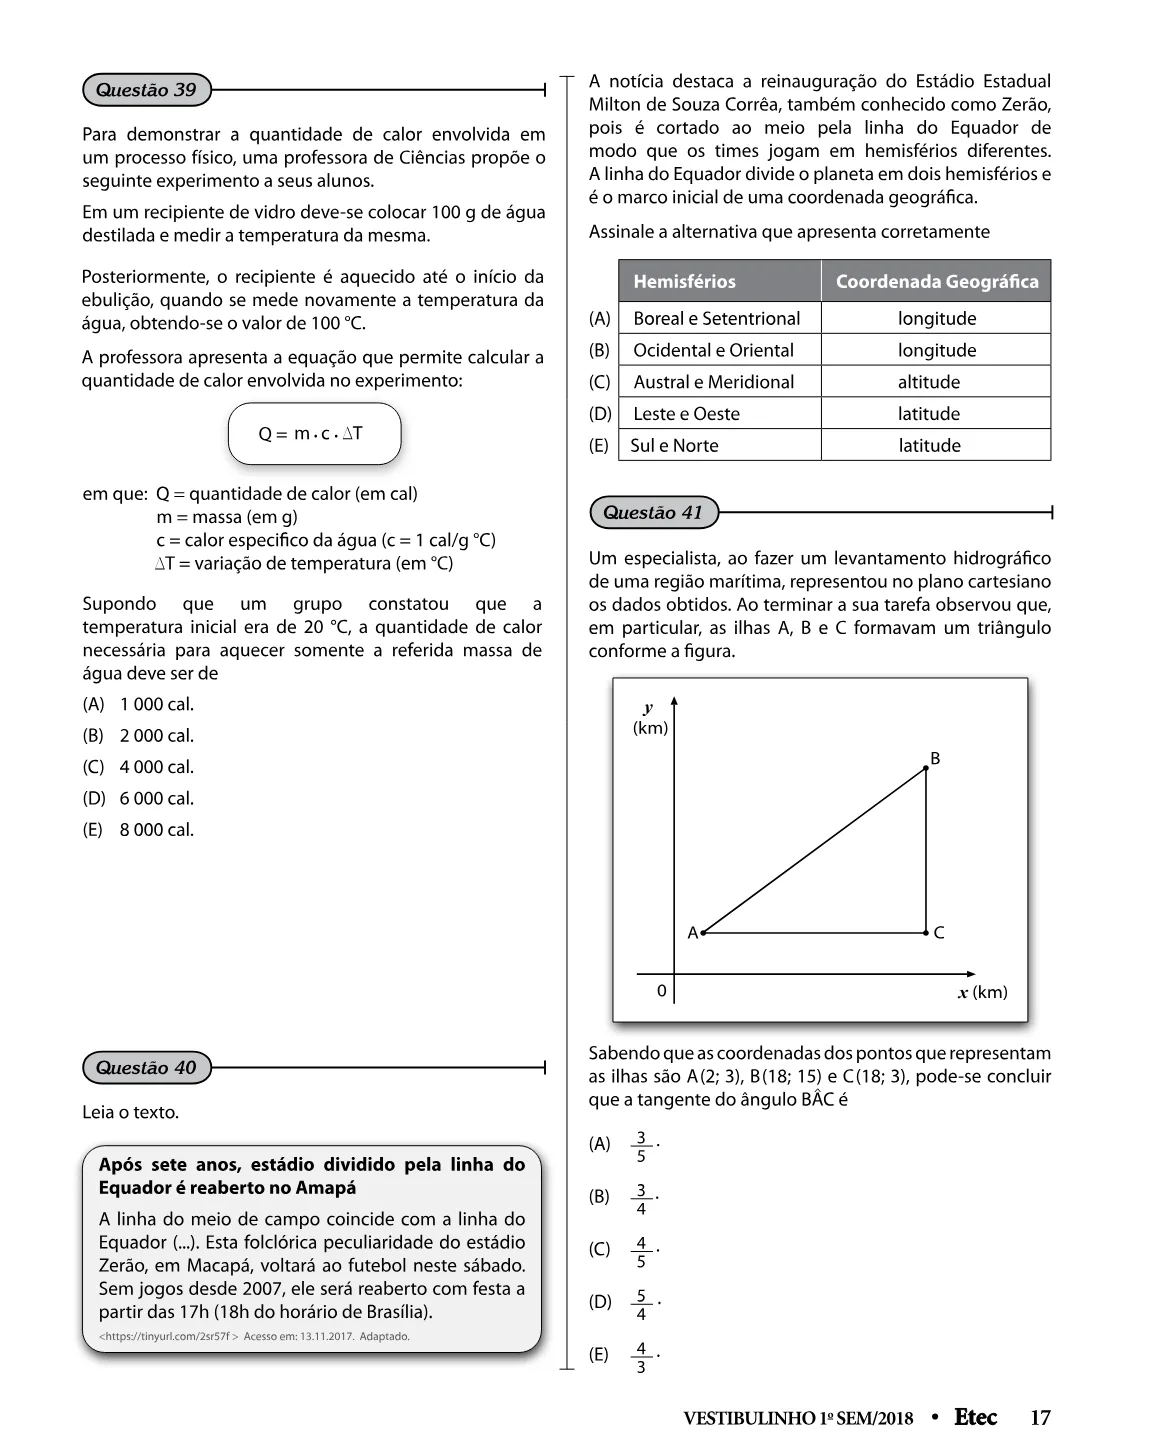 Questão 39
Para demonstrar a quantidade de calor envolvida em
um processo físico, uma professora de Ciências propõe o
seguinte experimento a seus alunos.
Em um recipiente de vidro deve-se colocar 100 g de água
destilada e medir a temperatura da mesma.
Posteriormente, o recipiente é aquecido até o início da
ebulição, quando se mede novamente a temperatura da
água, obtendo-se o valor de 100 °C.
A professora apresenta a equação que permite calcular a
quantidade de calor envolvida no experimento:
Q = m · c · ΔT
em que: Q = quantidade de calor (em cal)
m = massa (em g)
c = calor especifico da água (c = 1 cal/g °C)
ΔT = variação de temperatura (em °C)
Supondo que um grupo constatou que a
temperatura inicial era de 20 °C, a quantidade de calor
necessária para aquecer somente a referida massa de
água deve ser de
(A) 1 000 cal.
(B) 2 000 cal.
(C) 4 000 cal.
(D) 6 000 cal.
(E) 8 000 cal.
Questão 40
Leia o texto.
Após sete anos, estádio dividido pela linha do
Equador é reaberto no Amapá
A linha do meio de campo coincide com a linha do
Equador (...). Esta folclórica peculiaridade do estádio
Zerão, em Macapá, voltará ao futebol neste sábado.
Sem jogos desde 2007, ele será reaberto com festa a
partir das 17h (18h do horário de Brasília).
<https://tinyurl.com/2sr57f > Acesso em: 13.11.2017. Adaptado.
A notícia destaca a reinauguração do Estádio Estadual
Milton de Souza Corrêa, também conhecido como Zerão,
pois é cortado ao meio pela linha do Equador de
modo que os times jogam em hemisférios diferentes.
A linha do Equador divide o planeta em dois hemisférios e
é o marco inicial de uma coordenada geográfica.
Assinale a alternativa que apresenta corretamente
Hemisférios Coordenada Geográfica
(A) Boreal e Setentrional longitude
(B) Ocidental e Oriental longitude
(C) Austral e Meridional altitude
(D) Leste e Oeste latitude
(E) Sul e Norte latitude
Questão 41
Um especialista, ao fazer um levantamento hidrográfico
de uma região marítima, representou no plano cartesiano
os dados obtidos. Ao terminar a sua tarefa observou que,
em particular, as ilhas A, B e C formavam um triângulo
conforme a figura.
y
(km)
B
A
C
0
x (km)
Sabendo que as coordenadas dos pontos que representam
as ilhas são A(2; 3), B(18; 15) e C(18; 3), pode-se concluir
que a tangente do ângulo BÂC é
(A) 3/5 .
(B) 3/4 .
(C) 4/5 .
(D) 5/4 .
(E) 4/3 .
VESTIBULINHO 1º SEM/2018 • Etec 17